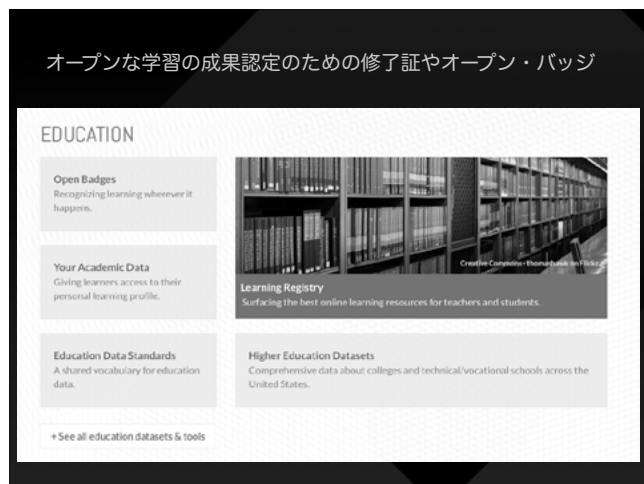 オープンな学習の成果認定のための修了証やオープン・バッジ
EDUCATION
Open Badges
Recognizing learning wherever it
happens.
Your Academic Data
Giving learners access to their
personal learning profile.
Education Data Standards
A shared vocabulary for education
data.
+ See all education datasets & tools
Creative Commons - thomashawk on Flickr
Learning Registry
Surfacing the best online learning resources for teachers and students.
Higher Education Datasets
Comprehensive data about colleges and technical/vocational schools across the
United States.